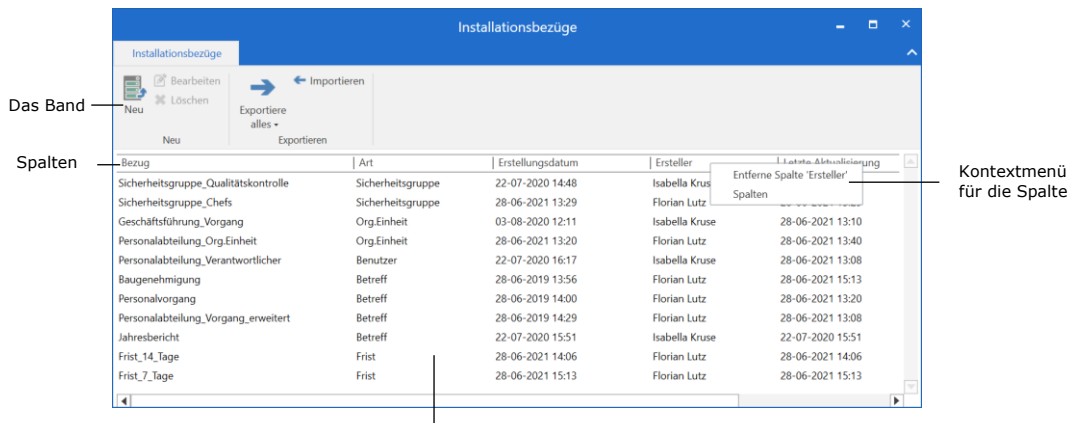 Installationsbezüge
Installationsbezüge
Bearbeiten
Importieren
Löschen
Das Band
Neu
Exportiere
alles
Neu
Exportieren
Spalten
Bezug Art Erstellungsdatum Ersteller Letzte Aktualisierung
Entferne Spalte 'Ersteller'
Spalten
Kontextmenü
für die Spalte
Sicherheitsgruppe_Qualitätskontrolle Sicherheitsgruppe 22-07-2020 14:48 Isabella
Sicherheitsgruppe_Chefs Sicherheitsgruppe 28-06-2021 13:29 Florian Lutz
Geschäftsführung_Vorgang Org.Einheit 03-08-2020 12:11 Isabella Kruse 28-06-2021 13:10
Personalabteilung_Org.Einheit Org.Einheit 28-06-2021 13:20 Florian Lutz 28-06-2021 13:40
Personalabteilung_Verantwortlicher Benutzer 22-07-2020 16:17 Isabella Kruse 28-06-2021 13:08
Baugenehmigung Betreff 28-06-2019 13:56 Florian Lutz 28-06-2021 15:13
Personalvorgang Betreff 28-06-2019 14:00 Florian Lutz 28-06-2021 13:20
Personalabteilung_Vorgang_erweitert Betreff 28-06-2019 14:29 Florian Lutz 28-06-2021 13:08
Jahresbericht Betreff 22-07-2020 15:51 Isabella Kruse 22-07-2020 15:51
Frist_14_Tage Frist 28-06-2021 14:06 Florian Lutz 28-06-2021 14:06
Frist_7_Tage Frist 28-06-2021 15:13 Florian Lutz 28-06-2021 15:13